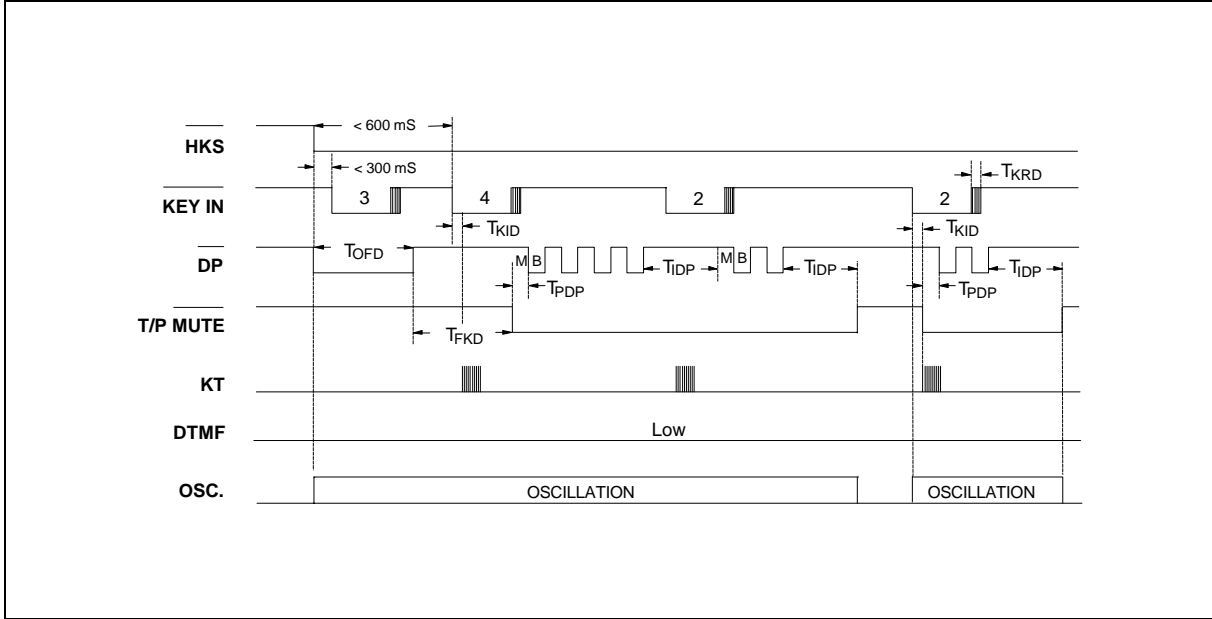 HKS
< 600 mS
< 300 mS
KEY IN
3
4
2
2
TKRD
TKID
TKID
DP
TOFD
M B
TPDP
TIDP
M B
TIDP
TPDP
TIDP
T/P MUTE
TFKD
KT
DTMF
Low
OSC.
OSCILLATION
OSCILLATION